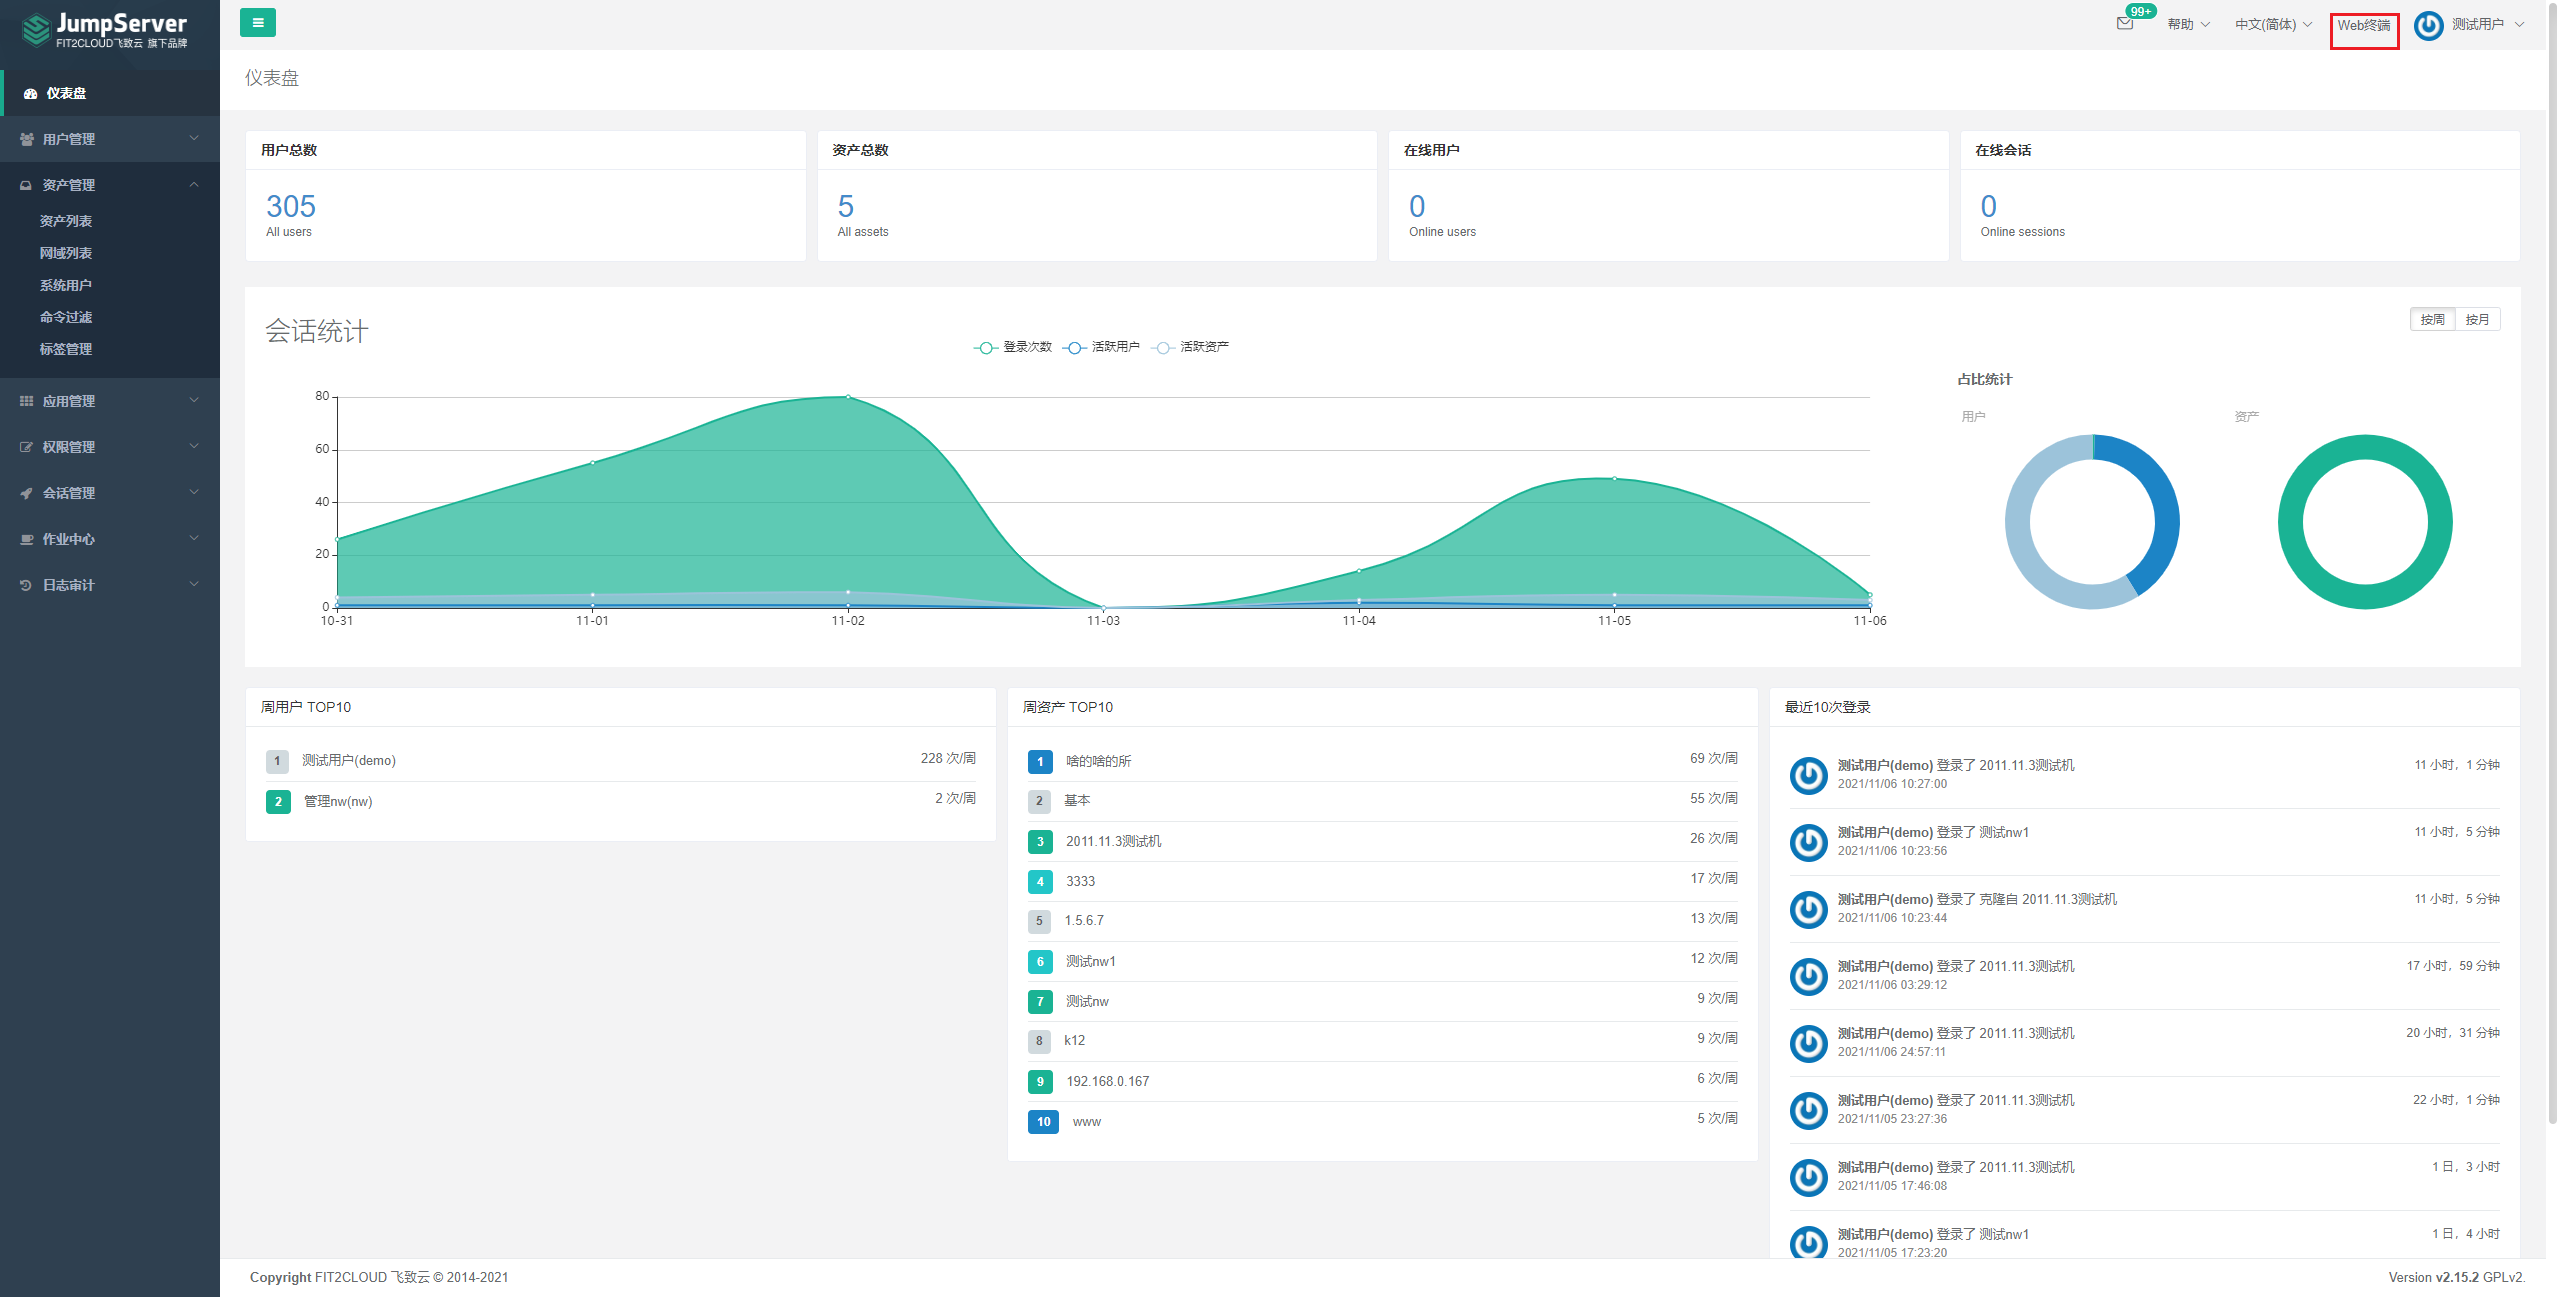 JumpServer
FIT2CLOUD飞致云 旗下品牌
仪表盘
用户管理
资产管理
资产列表
网域列表
系统用户
命令过滤
标签管理
应用管理
权限管理
会话管理
作业中心
日志审计
99+
帮助
中文(简体)
Web终端
测试用户
仪表盘
用户总数
305
All users
资产总数
5
All assets
在线用户
0
Online users
在线会话
0
Online sessions
会话统计
按周 按月
登录次数 活跃用户 活跃资产
80
60
40
20
0
10-31 11-01 11-02 11-03 11-04 11-05 11-06
占比统计
用户 资产
周用户 TOP10
1 测试用户(demo) 228 次/周
2 管理nw(nw) 2 次/周
周资产 TOP10
1 啥的啥的所 69 次/周
2 基本 55 次/周
3 2011.11.3测试机 26 次/周
4 3333 17 次/周
5 1.5.6.7 13 次/周
6 测试nw1 12 次/周
7 测试nw 9 次/周
8 k12 9 次/周
9 192.168.0.167 6 次/周
10 www 5 次/周
最近10次登录
测试用户(demo) 登录了 2011.11.3测试机 11 小时，1 分钟
2021/11/06 10:27:00
测试用户(demo) 登录了 测试nw1 11 小时，5 分钟
2021/11/06 10:23:56
测试用户(demo) 登录了 克隆自 2011.11.3测试机 11 小时，5 分钟
2021/11/06 10:23:44
测试用户(demo) 登录了 2011.11.3测试机 17 小时，59 分钟
2021/11/06 03:29:12
测试用户(demo) 登录了 2011.11.3测试机 20 小时，31 分钟
2021/11/06 24:57:11
测试用户(demo) 登录了 2011.11.3测试机 22 小时，1 分钟
2021/11/05 23:27:36
测试用户(demo) 登录了 2011.11.3测试机 1 日，3 小时
2021/11/05 17:46:08
测试用户(demo) 登录了 测试nw1 1 日，4 小时
2021/11/05 17:23:20
Copyright FIT2CLOUD 飞致云 © 2014-2021
Version v2.15.2 GPLv2.